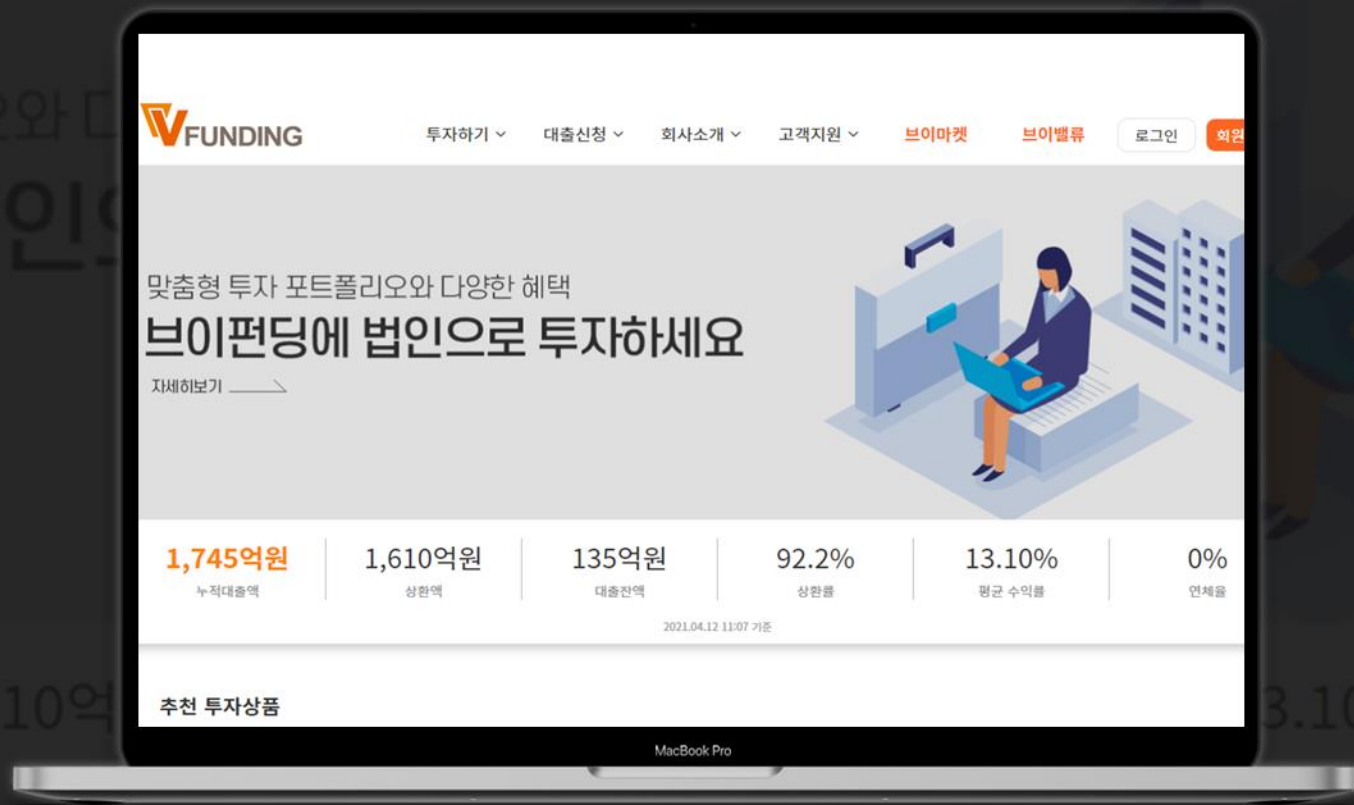 VFUNDING
투자하기 대출신청 회사소개 고객지원 브이마켓 브이밸류 로그인 회원
맞춤형 투자 포트폴리오와 다양한 혜택
브이펀딩에 법인으로 투자하세요
자세히보기
1,745억원 1,610억원 135억원 92.2% 13.10% 0%
누적대출액 상환액 대출잔액 상환률 평균 수익률 연체율
2021.04.12 11:07 기준
추천 투자상품
MacBook Pro